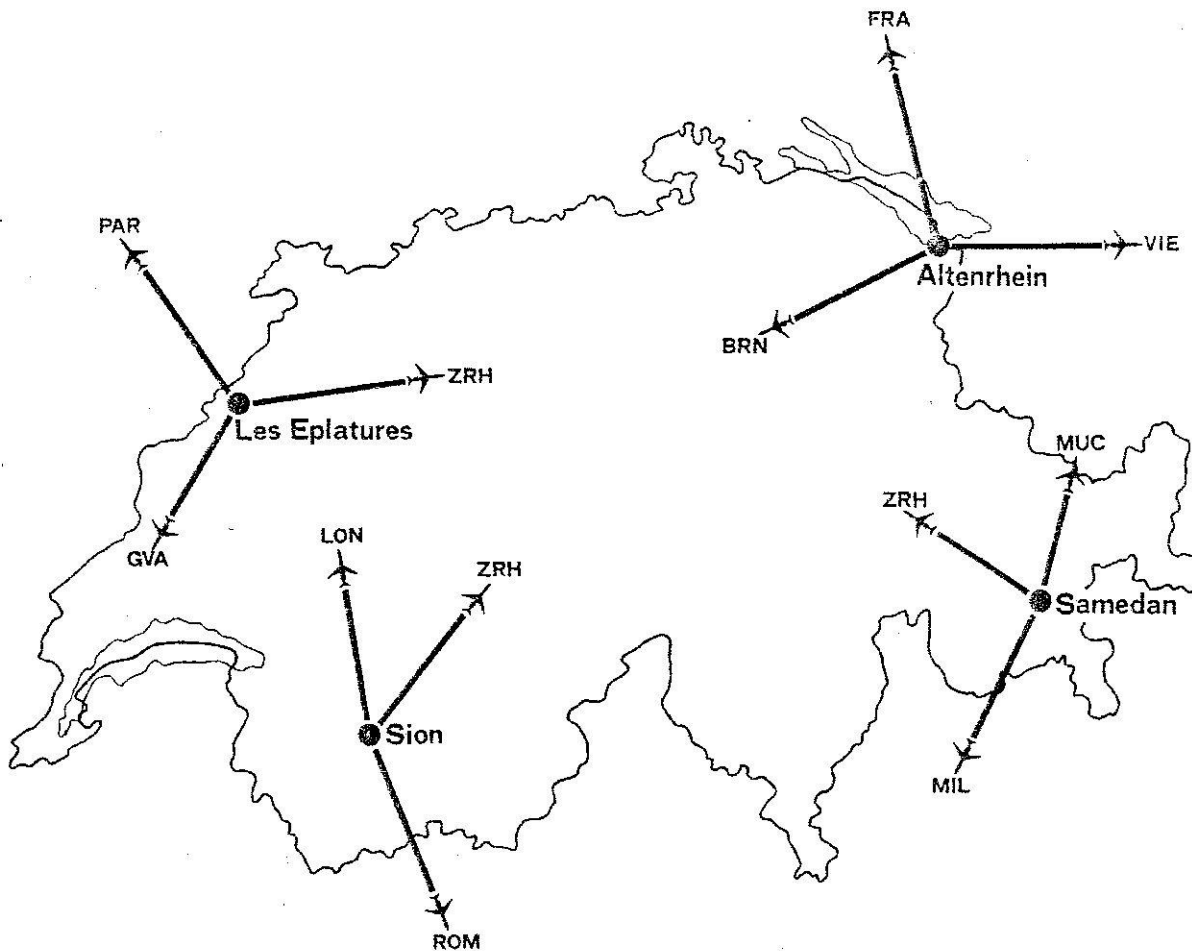 FRA
PAR
VIE
Altenrhein
BRN
ZRH
Les Eplatures
MUC
ZRH
LON
GVA
ZRH
Samedan
Sion
MIL
ROM